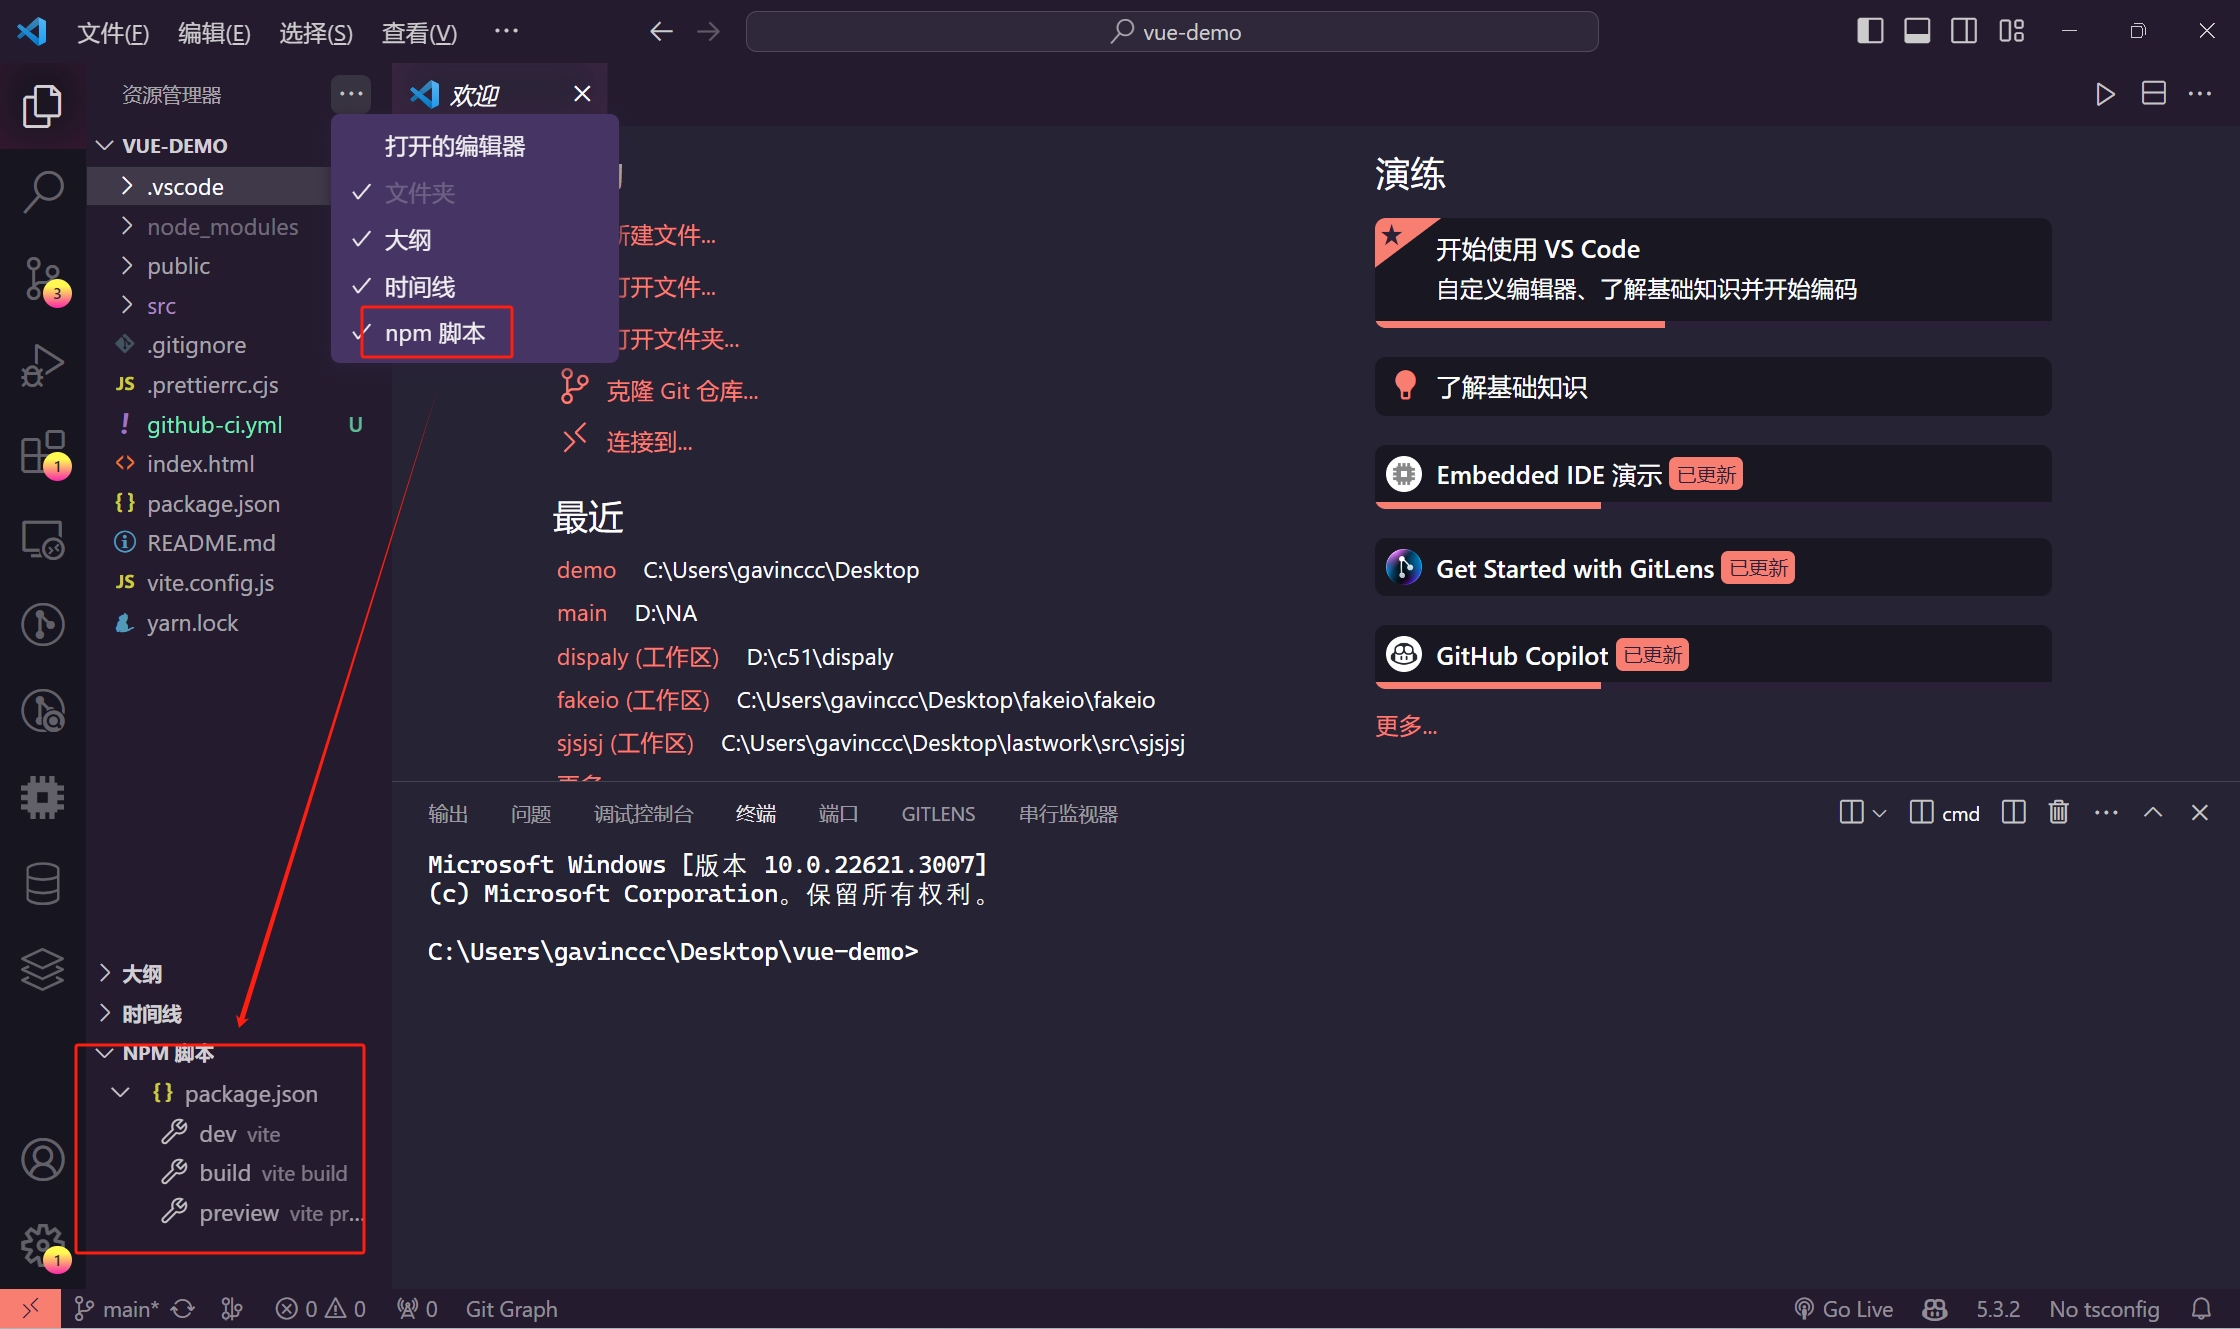 文件(F) 编辑(E) 选择(S) 查看(V) ···
vue-demo
资源管理器
欢迎
VUE-DEMO
.vscode
node_modules
public
src
.gitignore
.prettierrc.cjs
github-ci.yml U
index.html
package.json
README.md
vite.config.js
yarn.lock
打开的编辑器
文件夹
大纲
时间线
npm 脚本
新建文件...
打开文件...
打开文件夹...
克隆 Git 仓库...
连接到...
最近
demo C:\Users\gavinccc\Desktop
main D:\NA
dispaly (工作区) D:\c51\dispaly
fakeio (工作区) C:\Users\gavinccc\Desktop\fakeio\fakeio
sjsjsj (工作区) C:\Users\gavinccc\Desktop\lastwork\src\sjsjsj
演练
开始使用 VS Code
自定义编辑器、了解基础知识并开始编码
了解基础知识
Embedded IDE 演示 已更新
Get Started with GitLens 已更新
GitHub Copilot 已更新
更多...
输出 问题 调试控制台 终端 端口 GITLENS 串行监视器
cmd
Microsoft Windows [版本 10.0.22621.3007]
(c) Microsoft Corporation。保留所有权利。
C:\Users\gavinccc\Desktop\vue-demo>
大纲
时间线
NPM 脚本
package.json
dev vite
build vite build
preview vite pr...
3
1
1
main* 0 0 0 Git Graph
Go Live 5.3.2 No tsconfig